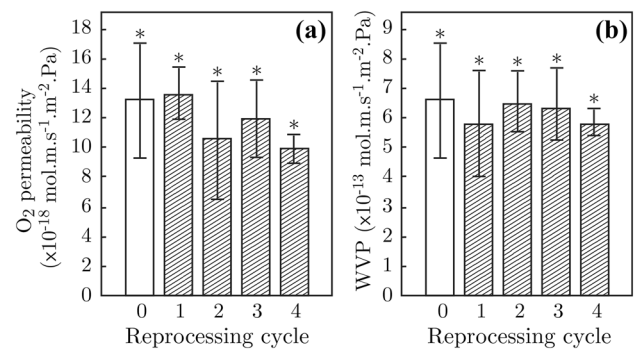 (a)
O2 permeability
(x10-18 mol.m.s-1.m-2.Pa)
18
16
14
12
10
8
6
4
2
0
* * * * *
0 1 2 3 4
Reprocessing cycle
(b)
WVP (x10-13 mol.m.s-1.m-2.Pa)
9
8
7
6
5
4
3
2
1
0
* * * * *
0 1 2 3 4
Reprocessing cycle